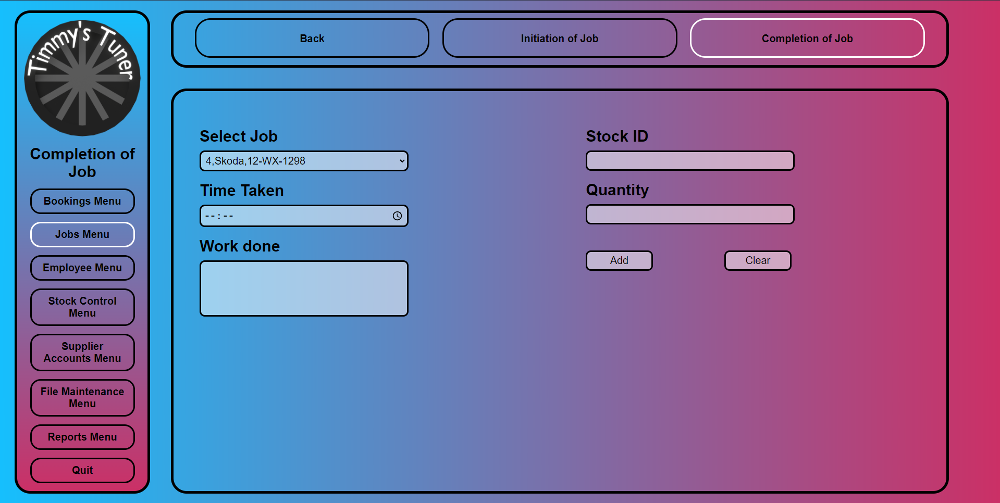 Timmy's Tuner
Completion of
Job
Bookings Menu
Jobs Menu
Employee Menu
Stock Control
Menu
Supplier
Accounts Menu
File Maintenance
Menu
Reports Menu
Quit
Back
Initiation of Job
Completion of Job
Select Job
4,Skoda,12-WX-1298
Time Taken
--:--
Work done
Stock ID
Quantity
Add
Clear